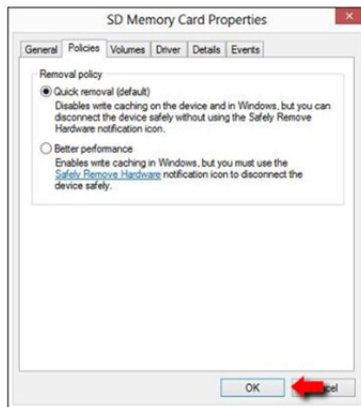 SD Memory Card Properties
General Policies Volumes Driver Details Events
Removal policy
Quick removal (default)
Disables write caching on the device and in Windows, but you can
disconnect the device safely without using the Safely Remove
Hardware notification icon.
Better performance
Enables write caching in Windows, but you must use the
Safely Remove Hardware notification icon to disconnect the
device safely.
OK